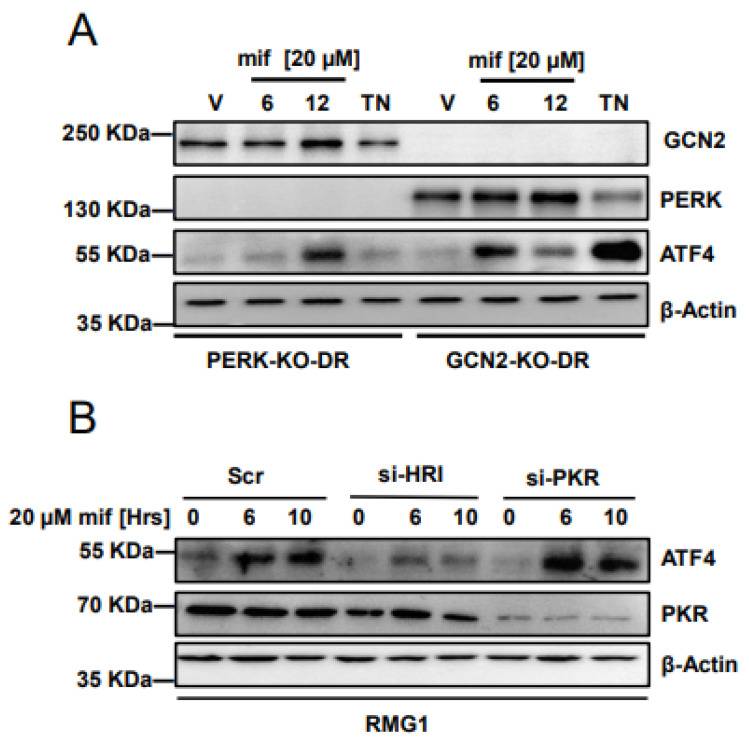 A
mif [20 µM] mif [20 µM]
V 6 12 TN V 6 12 TN
250 KDa GCN2
130 KDa PERK
55 KDa ATF4
β-Actin
35 KDa
PERK-KO-DR GCN2-KO-DR
B
Scr si-HRI si-PKR
20 µM mif [Hrs] 0 6 10 0 6 10 0 6 10
55 KDa ATF4
70 KDa PKR
β-Actin
35 KDa
RMG1